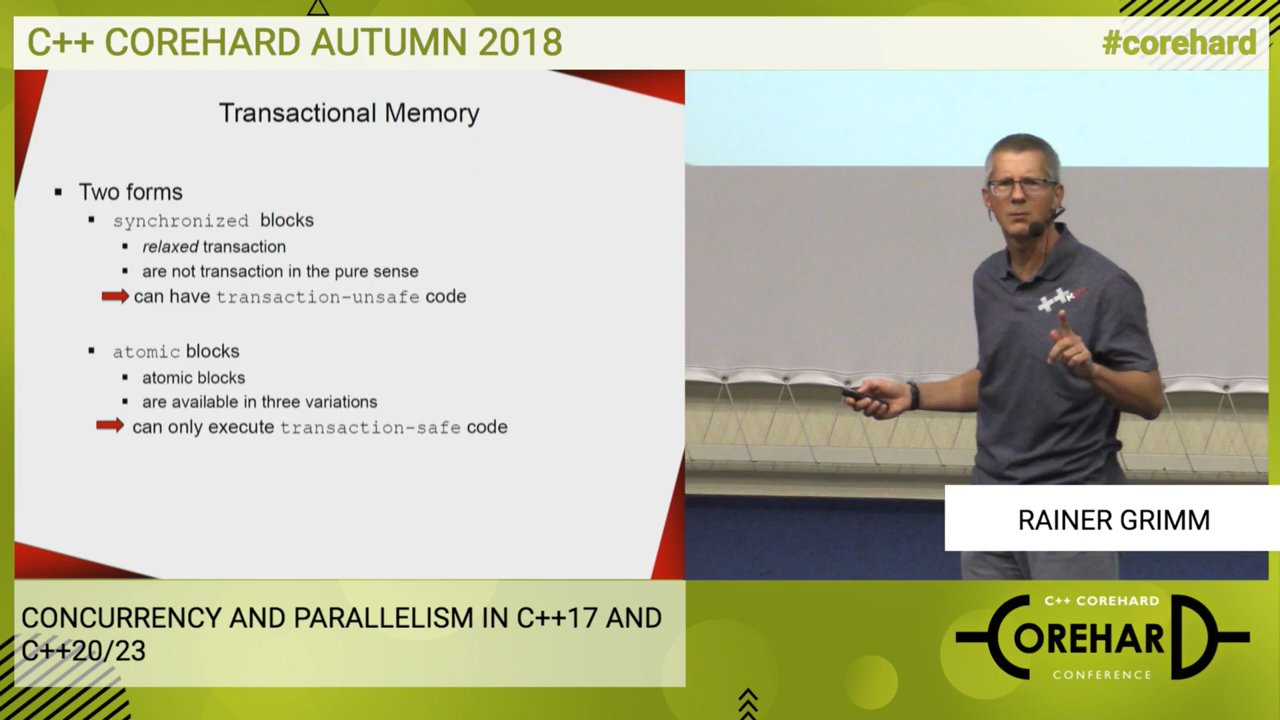 C++ COREHARD AUTUMN 2018
#corehard
Transactional Memory
Two forms
synchronized blocks
relaxed transaction
are not transaction in the pure sense
can have transaction-unsafe code
atomic blocks
atomic blocks
are available in three variations
can only execute transaction-safe code
RAINER GRIMM
CONCURRENCY AND PARALLELISM IN C++17 AND
C++20/23
C++ COREHARD
COREHARD
CONFERENCE